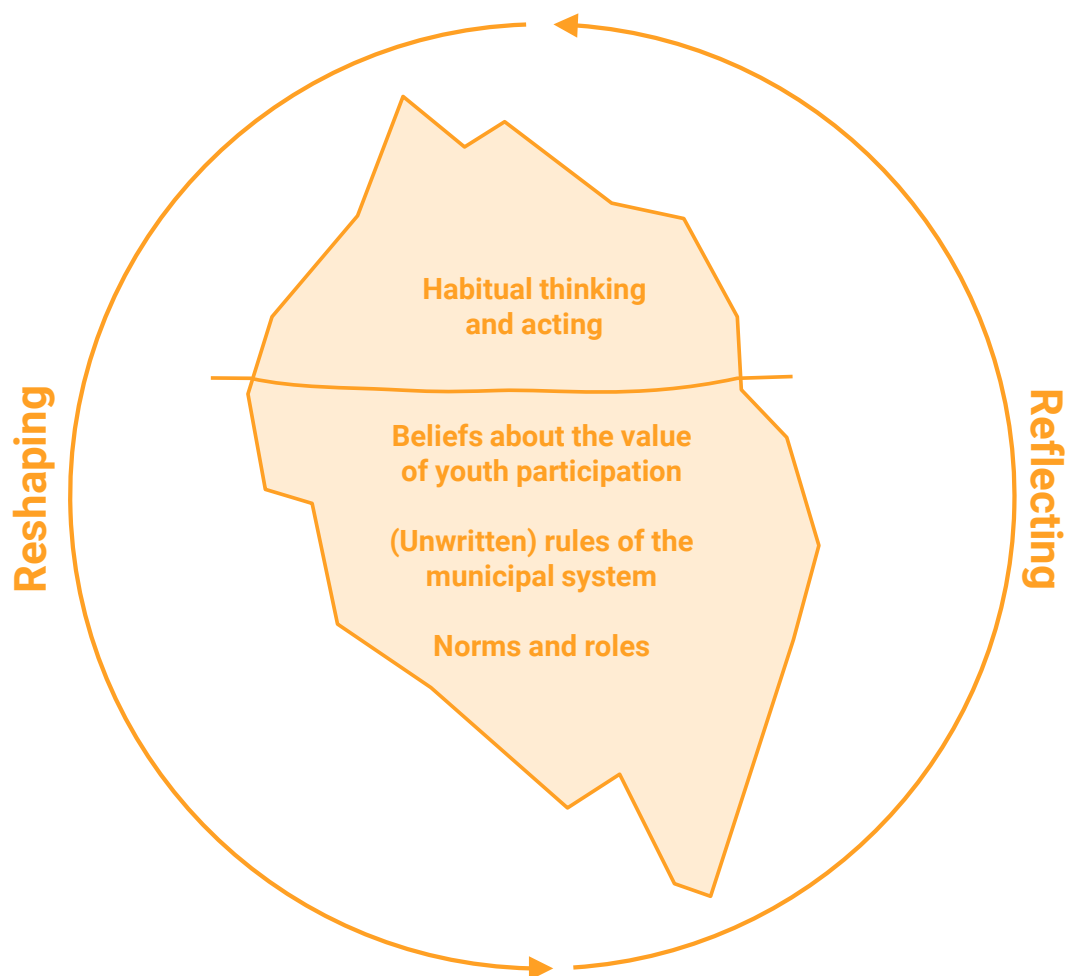 Habitual thinking
and acting
Reshaping
Reflecting
Beliefs about the value
of youth participation
(Unwritten) rules of the
municipal system
Norms and roles